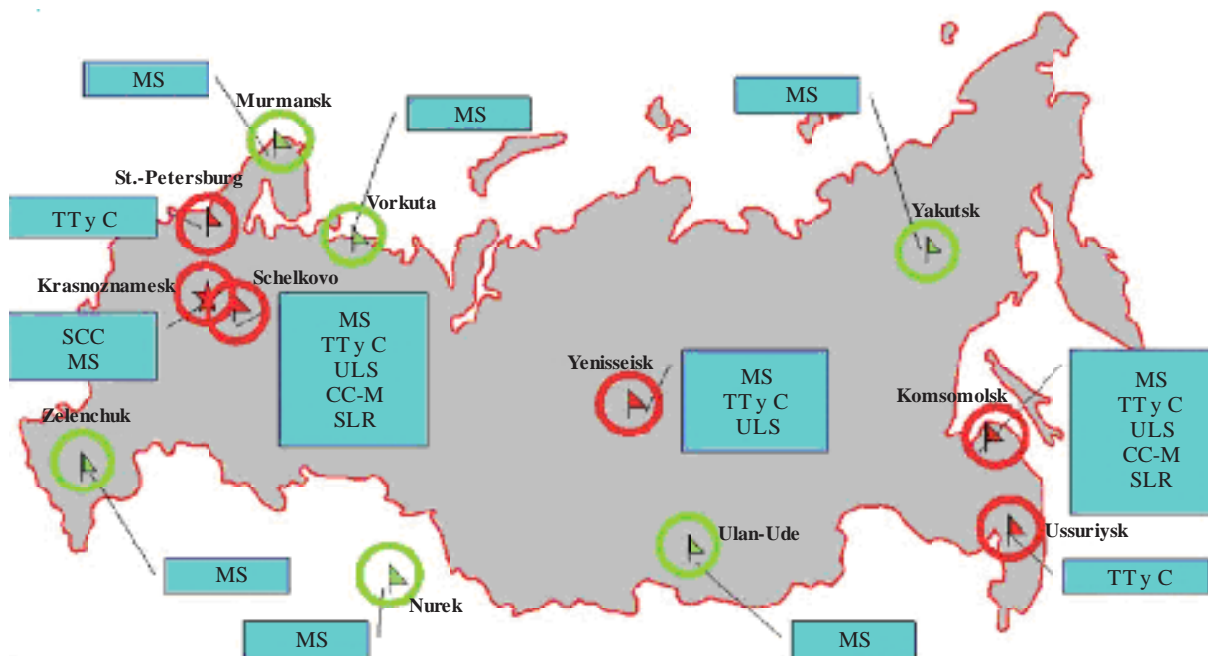 MS
Murmansk
MS
MS
St.-Petersburg
TT y C
Vorkuta
Yakutsk
Krasnoznamesk
Schelkovo
SCC
MS
MS
TT y C
ULS
CC-M
SLR
Yenisseisk
MS
TT y C
ULS
Komsomolsk
MS
TT y C
ULS
CC-M
SLR
Zelenchuk
MS
Nurek
MS
Ulan-Ude
MS
Ussuriysk
TT y C